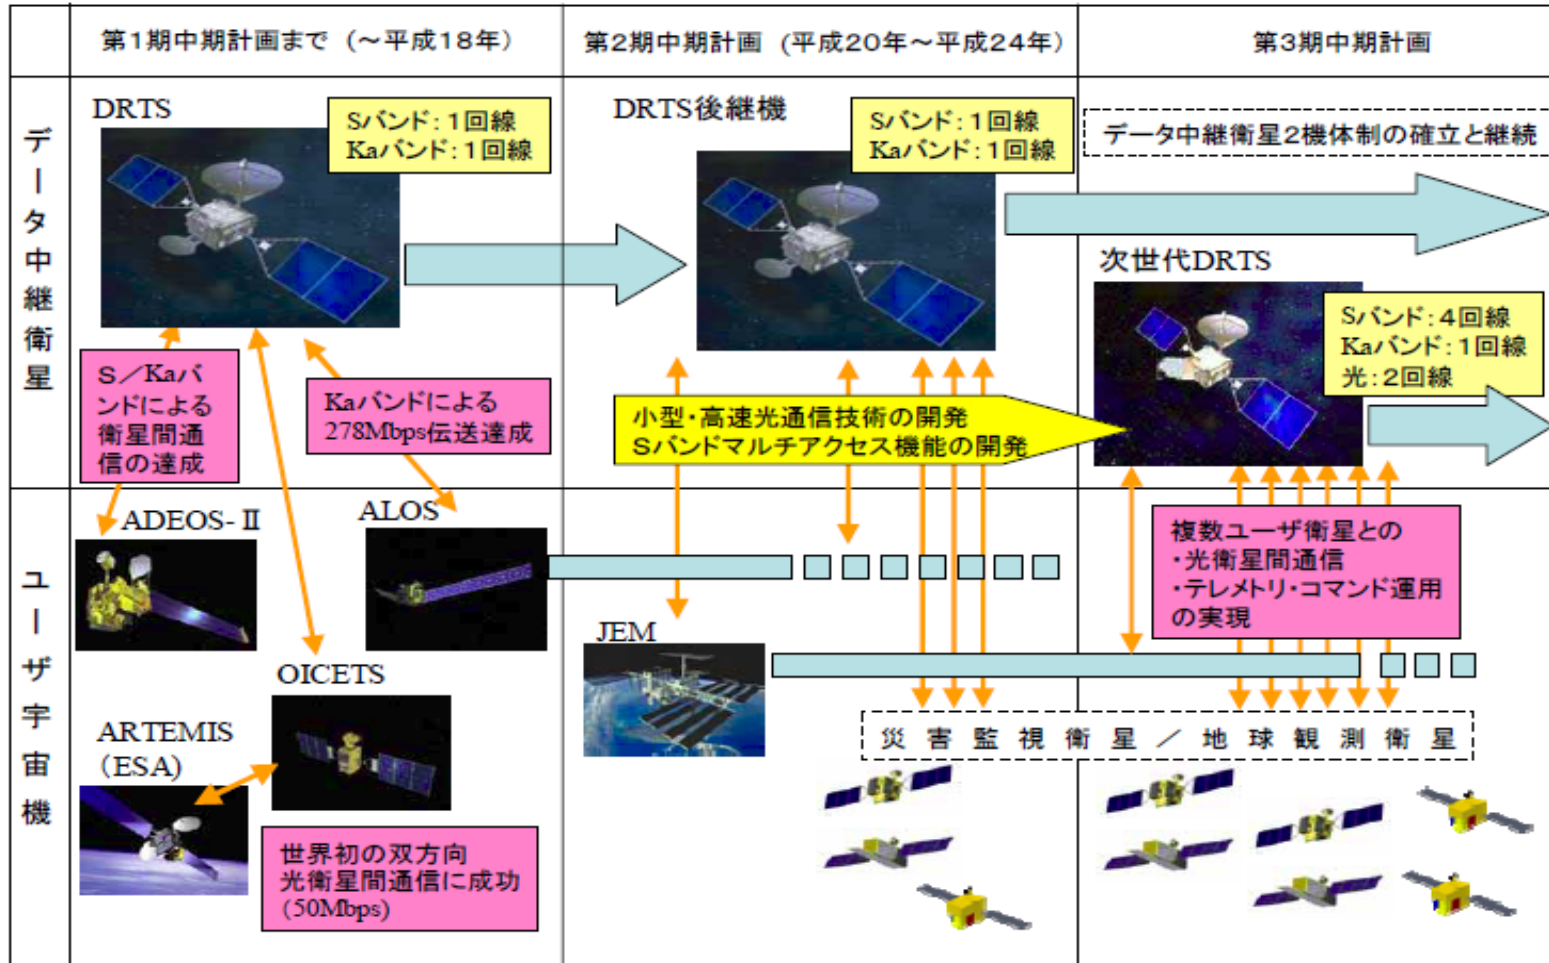 第1期中期計画まで (～平成18年)
第2期中期計画 (平成20年～平成24年)
第3期中期計画
データ中継衛星
DRTS
Sバンド：1回線
Kaバンド：1回線
DRTS後継機
Sバンド：1回線
Kaバンド：1回線
データ中継衛星2機体制の確立と継続
次世代DRTS
Sバンド：4回線
Kaバンド：1回線
光：2回線
S／Kaバ
ンドによる
衛星間通
信の達成
Kaバンドによる
278Mbps伝送達成
小型・高速光通信技術の開発
Sバンドマルチアクセス機能の開発
ユーザ宇宙機
ADEOS-Ⅱ
ALOS
OICETS
ARTEMIS
(ESA)
世界初の双方向
光衛星間通信に成功
(50Mbps)
JEM
複数ユーザ衛星との
・光衛星間通信
・テレメトリ・コマンド運用
の実現
災害監視衛星／地球観測衛星